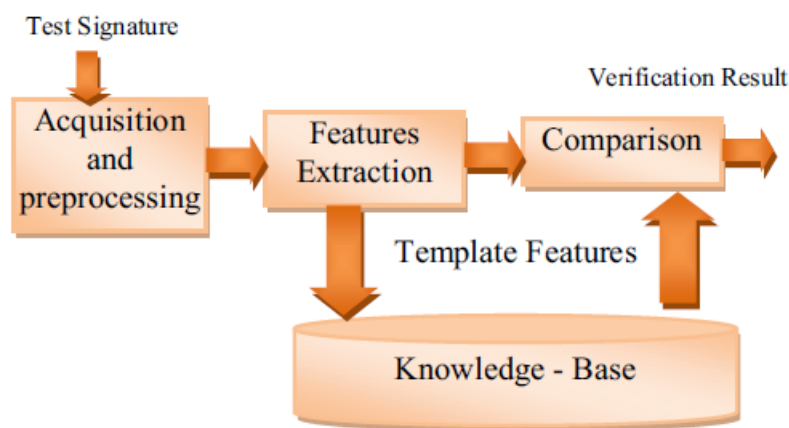 Test Signature
Verification Result
Acquisition
and
preprocessing
Features
Extraction
Comparison
Template Features
Knowledge - Base